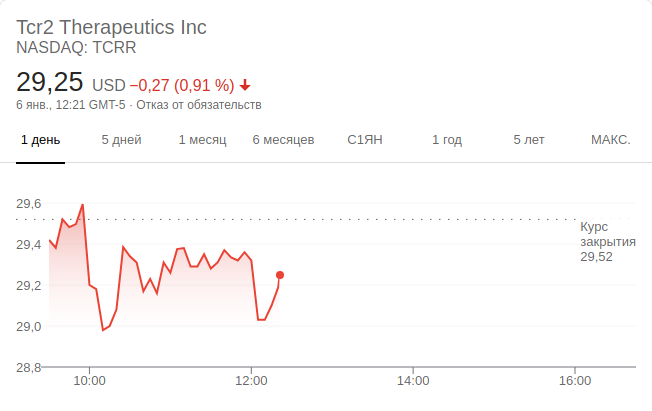 Tcr2 Therapeutics Inc
NASDAQ: TCRR
29,25 USD −0,27 (0,91 %)
6 янв., 12:21 GMT-5 · Отказ от обязательств
1 день 5 дней 1 месяц 6 месяцев С1ЯН 1 год 5 лет МАКС.
29,6
29,4
29,2
29,0
28,8
Курс
закрытия
29,52
10:00 12:00 14:00 16:00